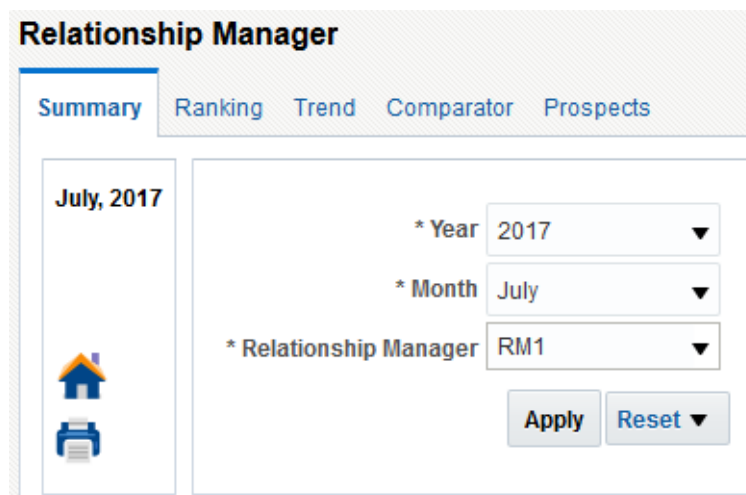 Relationship Manager
Summary Ranking Trend Comparator Prospects
July, 2017
* Year 2017
* Month July
* Relationship Manager RM1
Apply Reset